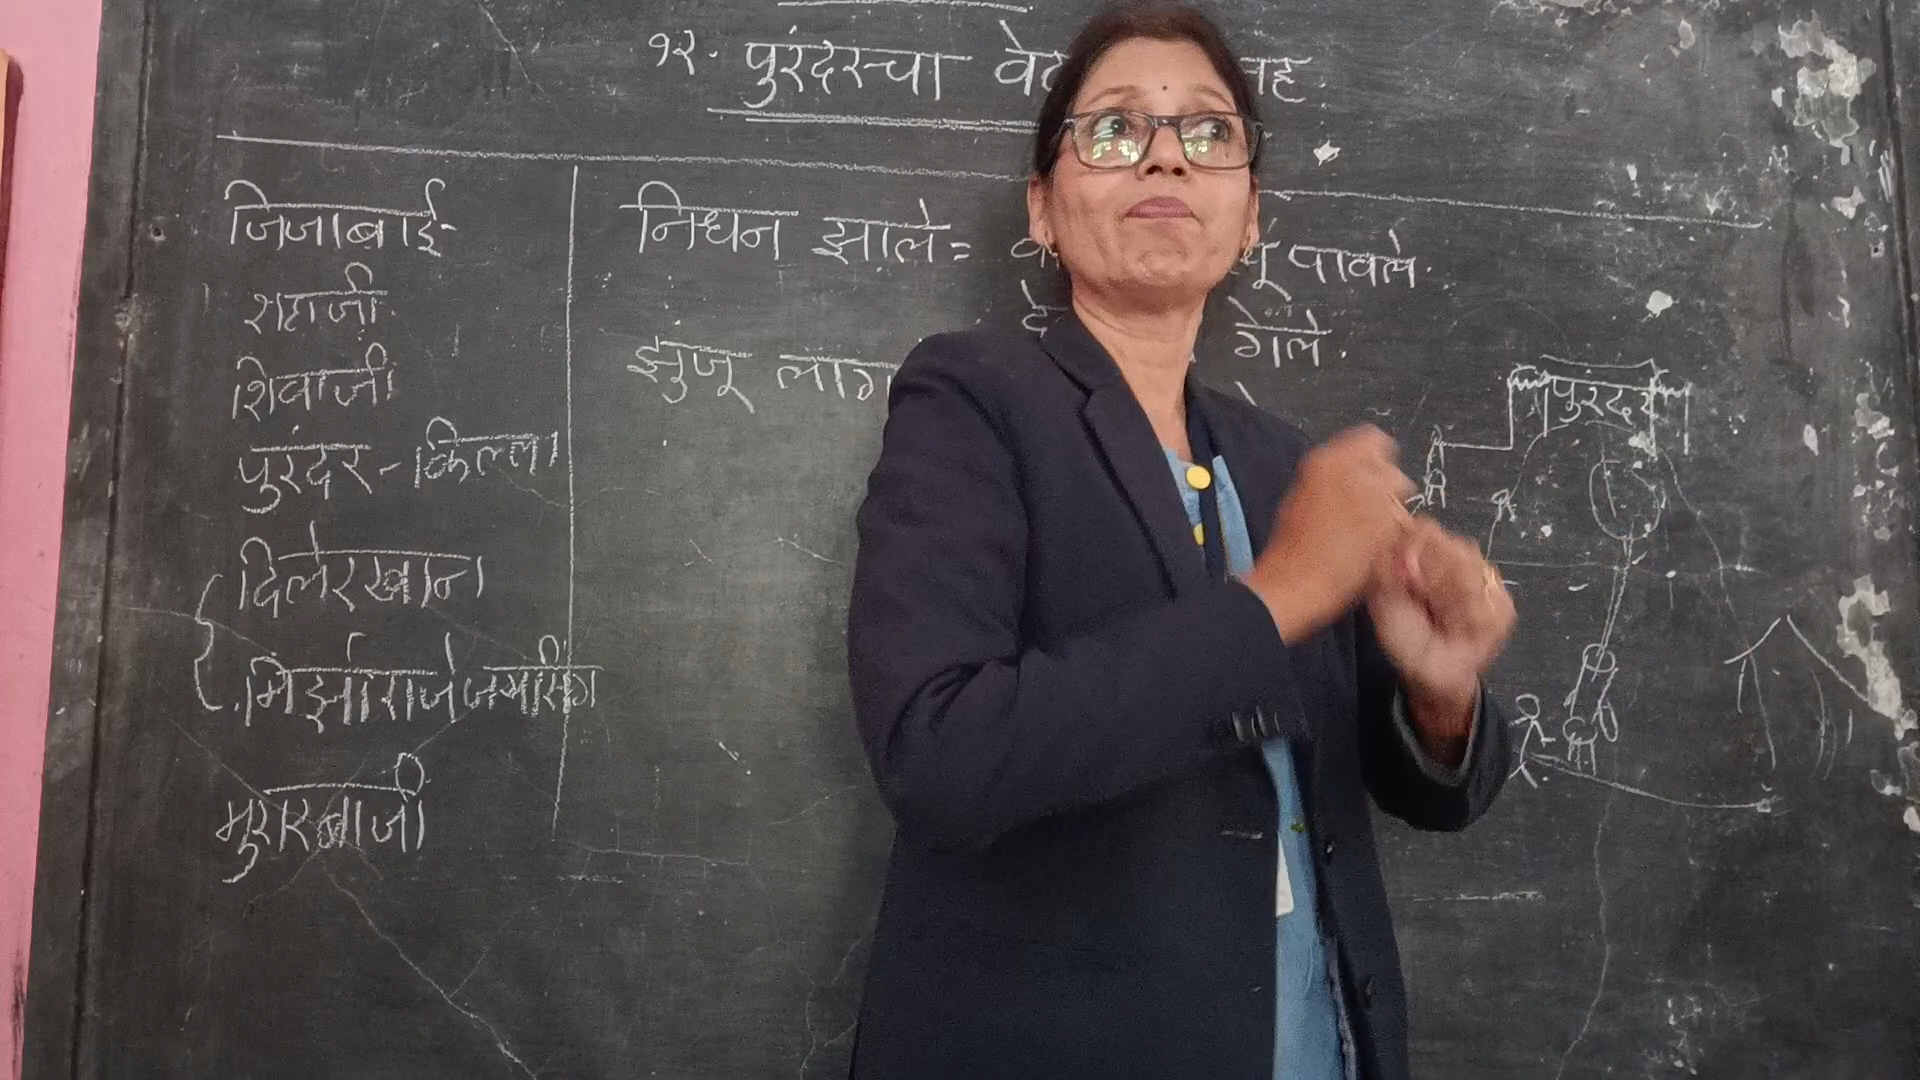 १२. पुरंदरचा
जिजाबाई-
शहाजी
शिवाजी
पुरंदर - किल्ला
दिलेरखान
मिर्झाराजे जयसिंग
मुरारबाजी
निधन झाले =
पावले.
गेले.
झुंजू
पुरंदर